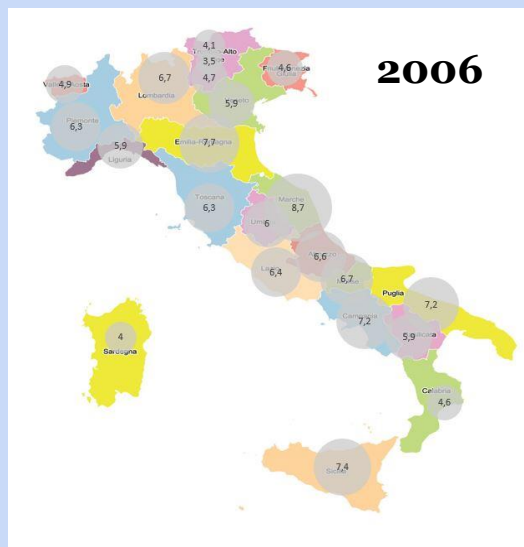 2006
4,1
Alto
3,5
4,7
4,6
Giulia
4,9
6,7
Lombardia
5,9
Piemonte
6,3
5,9
Liguria
7,7
Toscana
6,3
Marche
8,7
6
6,6
6,4
6,7
Puglia
7,2
Campania
7,2
5,9
Calabria
4,6
4
Sardegna
7,4